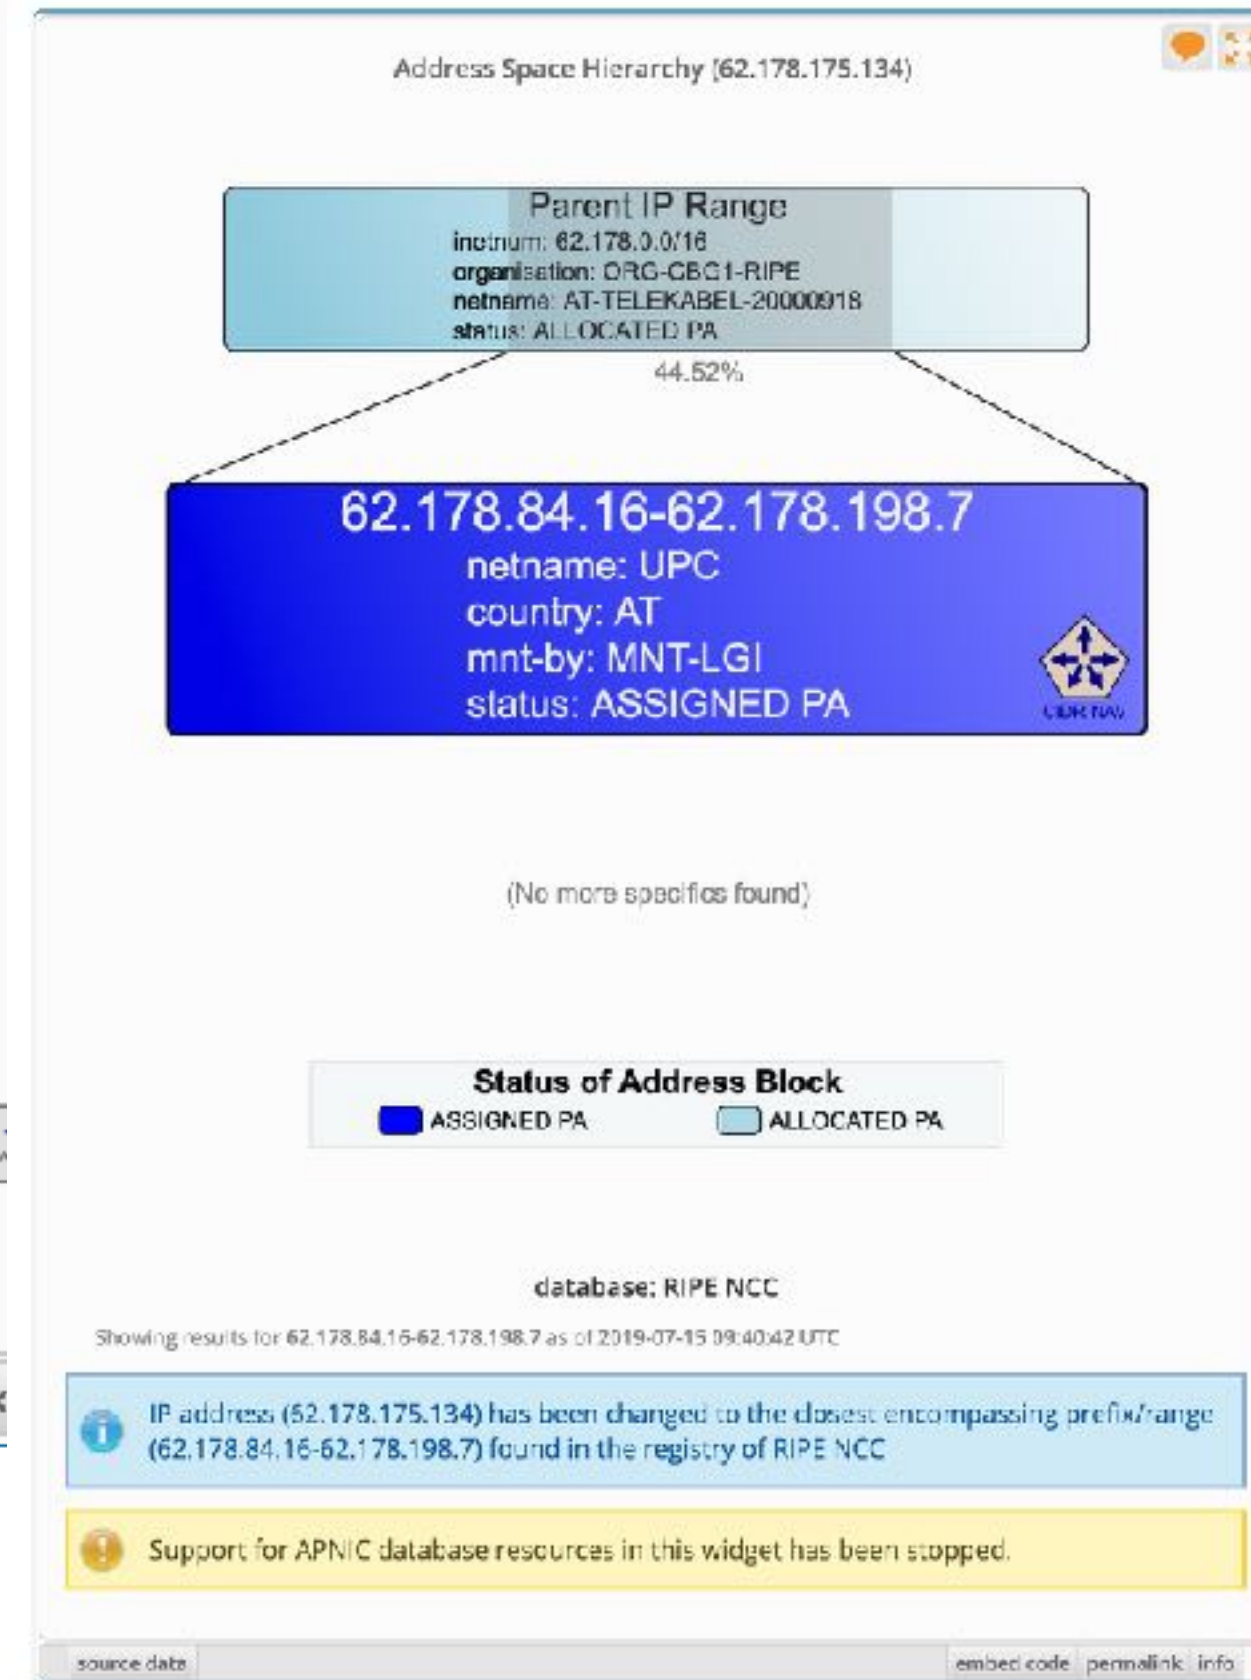 Address Space Hierarchy (62.178.175.134)
Parent IP Range
inetnum: 62.178.0.0/16
organisation: ORG-CBG1-RIPE
netname: AT-TELEKABEL-20000918
status: ALLOCATED PA
44.52%
62.178.84.16-62.178.198.7
netname: UPC
country: AT
mnt-by: MNT-LGI
status: ASSIGNED PA
CIDR NAV
(No more specifics found)
Status of Address Block
ASSIGNED PA ALLOCATED PA
database: RIPE NCC
Showing results for 62.178.84.16-62.178.198.7 as of 2019-07-15 09:40:42 UTC
IP address (62.178.175.134) has been changed to the closest encompassing prefix/range
(62.178.84.16-62.178.198.7) found in the registry of RIPE NCC
Support for APNIC database resources in this widget has been stopped.
source data embed code permalink info